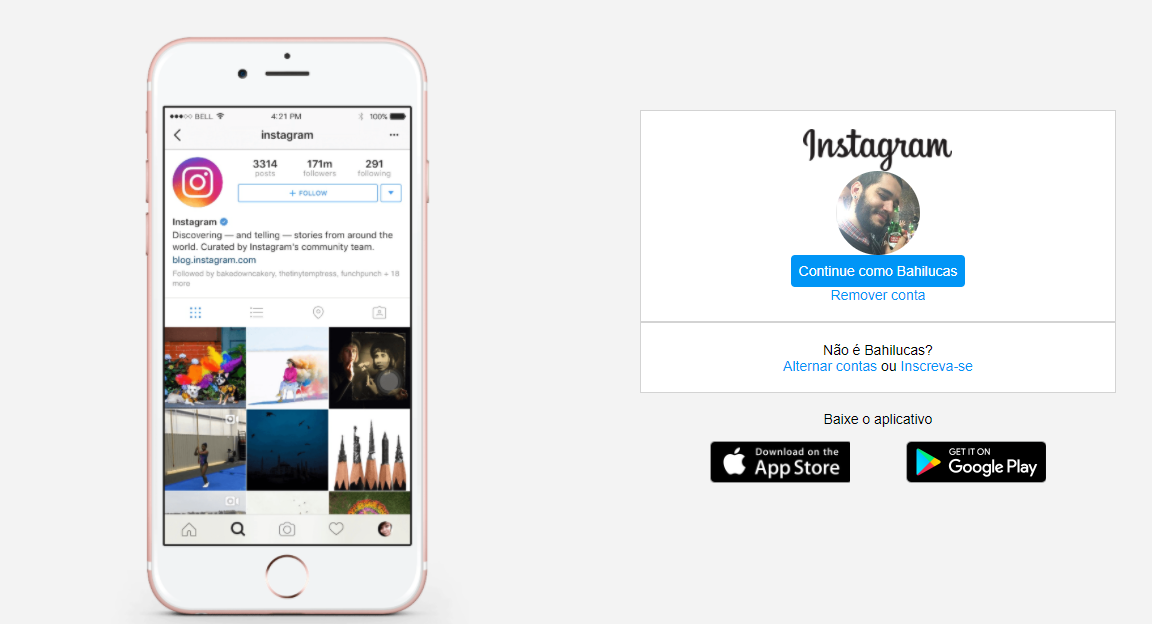 ●●●○○ BELL 4:21 PM 100%
instagram
3314 171m 291
posts followers following
+ FOLLOW
Instagram
Discovering — and telling — stories from around the
world. Curated by Instagram's community team.
blog.instagram.com
Followed by bakedowncakery, thetinytemptress, funchpunch + 18
more
Instagram
Continue como Bahilucas
Remover conta
Não é Bahilucas?
Alternar contas ou Inscreva-se
Baixe o aplicativo
Download on the
App Store
GET IT ON
Google Play